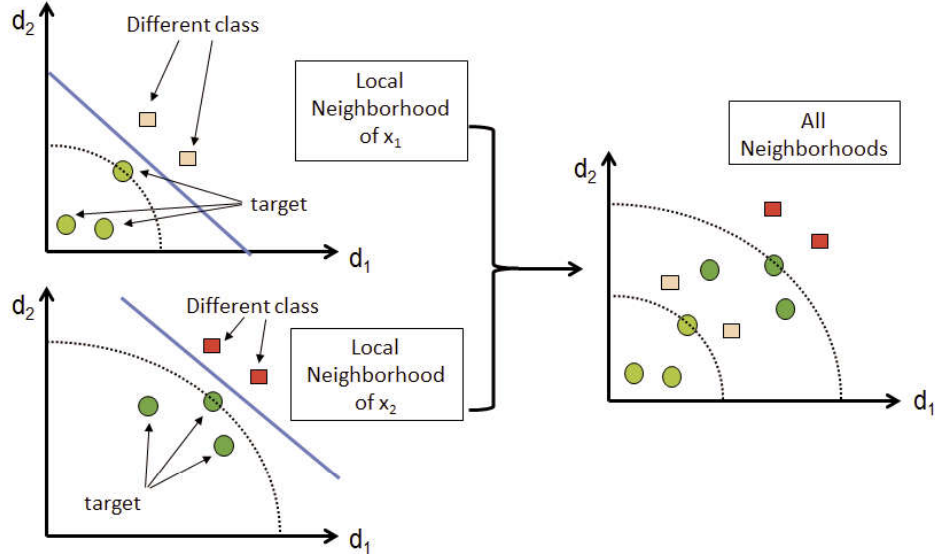 d₂
Different class
Local
Neighborhood
of x₁
target
d₁
d₂
Different class
Local
Neighborhood
of x₂
target
d₁
All
Neighborhoods
d₂
d₁